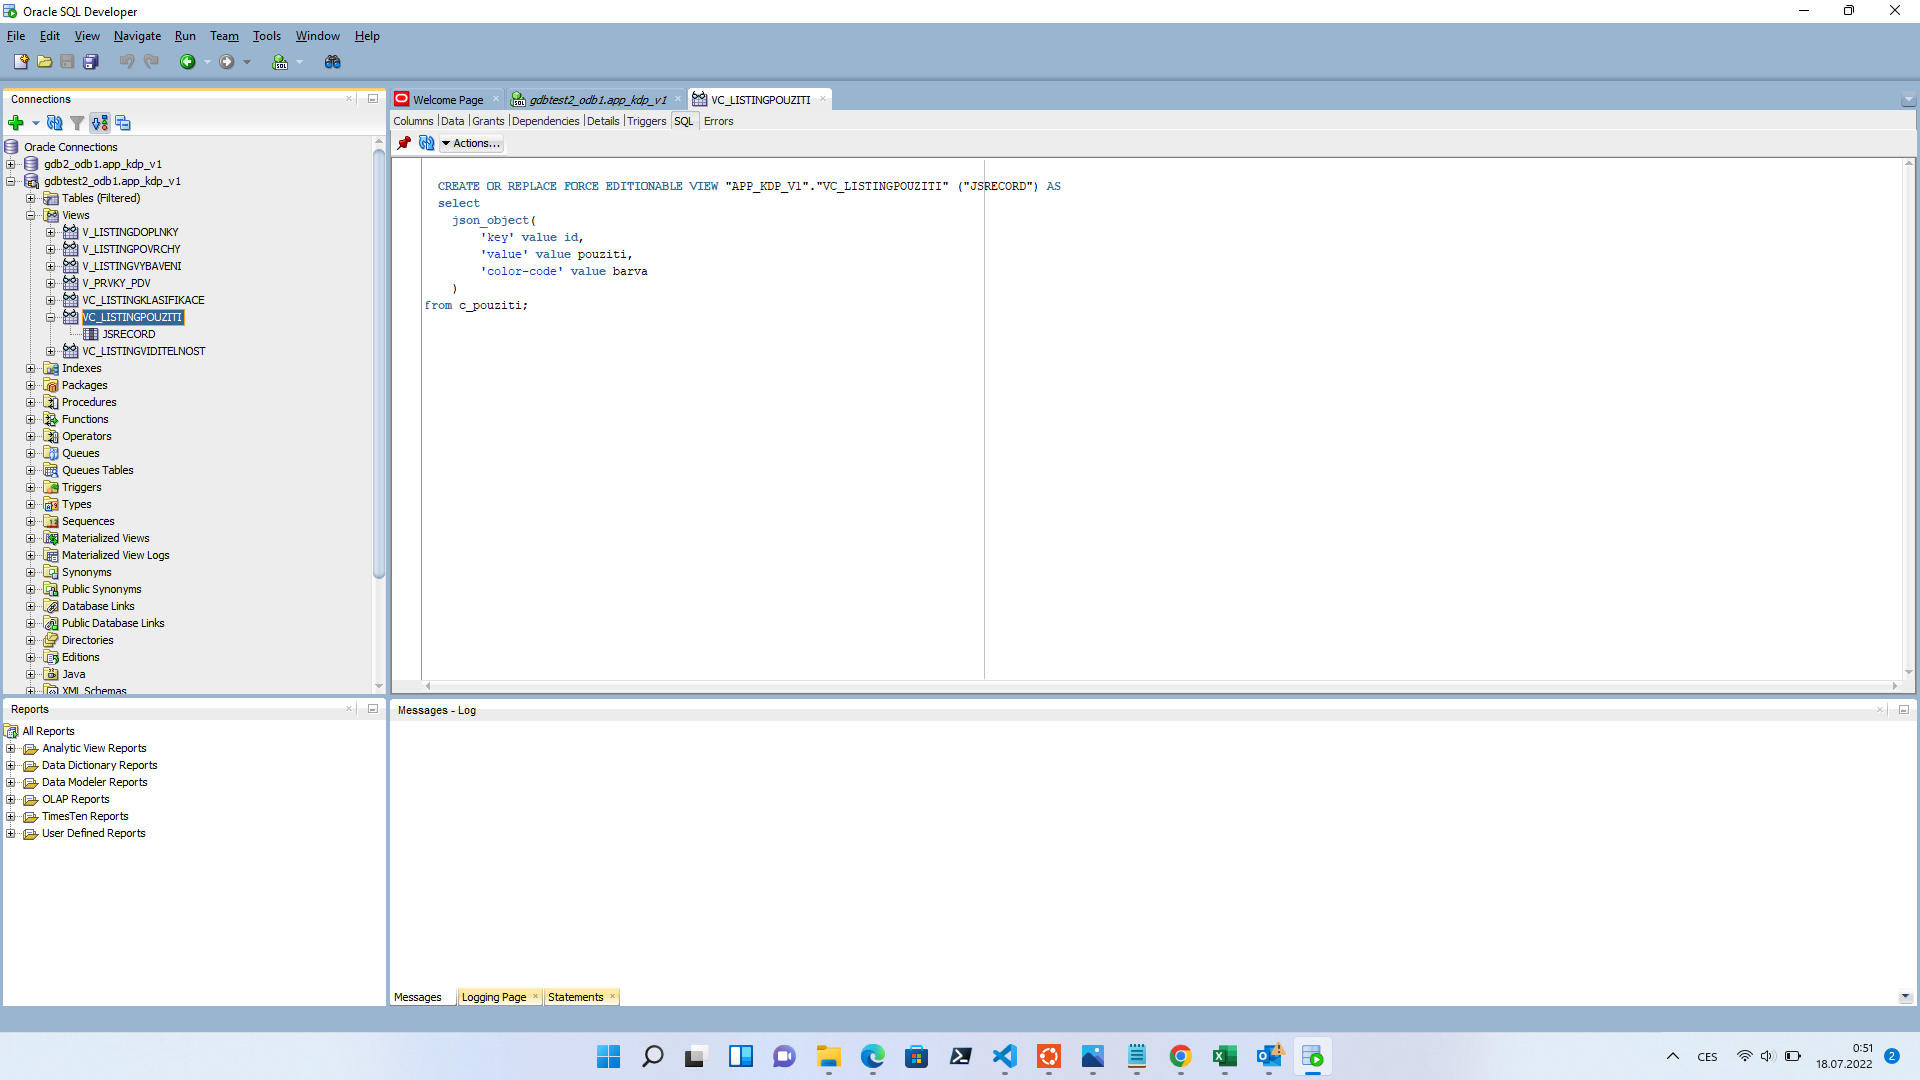 Oracle SQL Developer
File Edit View Navigate Run Team Tools Window Help
Connections
Oracle Connections
gdb2_odb1.app_kdp_v1
gdbtest2_odb1.app_kdp_v1
Tables (Filtered)
Views
V_LISTINGDOPLNKY
V_LISTINGPOVRCHY
V_LISTINGVYBAVENI
V_PRVKY_PDV
VC_LISTINGKLASIFIKACE
VC_LISTINGPOUZITI
JSRECORD
VC_LISTINGVIDITELNOST
Indexes
Packages
Procedures
Functions
Operators
Queues
Queues Tables
Triggers
Types
Sequences
Materialized Views
Materialized View Logs
Synonyms
Public Synonyms
Database Links
Public Database Links
Directories
Editions
Java
XML Schemas
Reports
All Reports
Analytic View Reports
Data Dictionary Reports
Data Modeler Reports
OLAP Reports
TimesTen Reports
User Defined Reports
Welcome Page gdbtest2_odb1.app_kdp_v1 VC_LISTINGPOUZITI
Columns Data Grants Dependencies Details Triggers SQL Errors
Actions...
CREATE OR REPLACE FORCE EDITIONABLE VIEW "APP_KDP_V1"."VC_LISTINGPOUZITI" ("JSRECORD") AS
select
json_object(
'key' value id,
'value' value pouziti,
'color-code' value barva
)
from c_pouziti;
Messages - Log
Messages Logging Page Statements
CES
0:51
18.07.2022
2